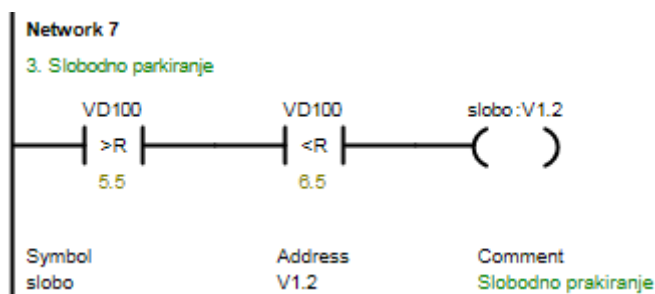 Network 7
3. Slobodno parkiranje
VD100 VD100 slobo:V1.2
>R <R
5.5 6.5
Symbol Address Comment
slobo V1.2 Slobodno prakiranje